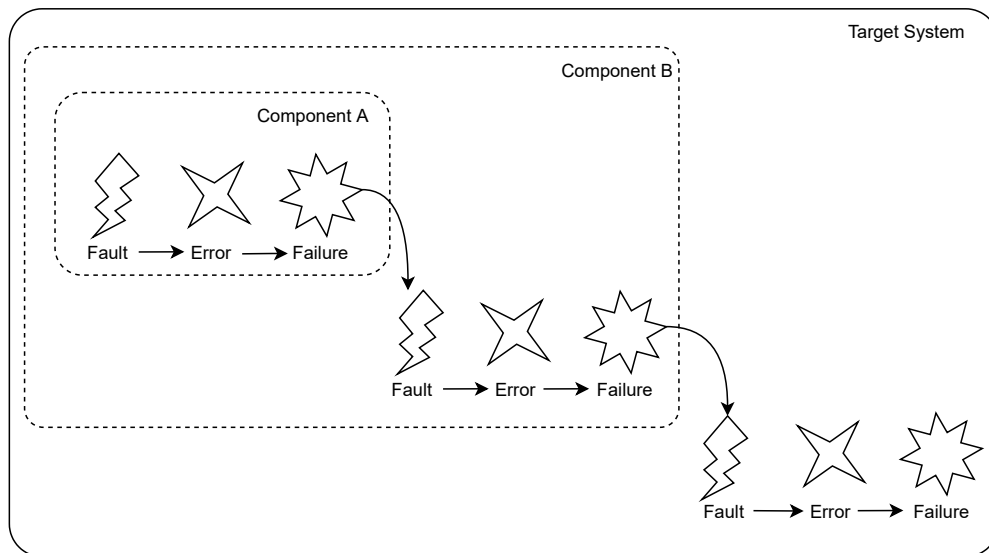 Target System
Component B
Component A
Fault Error Failure
Fault Error Failure
Fault Error Failure